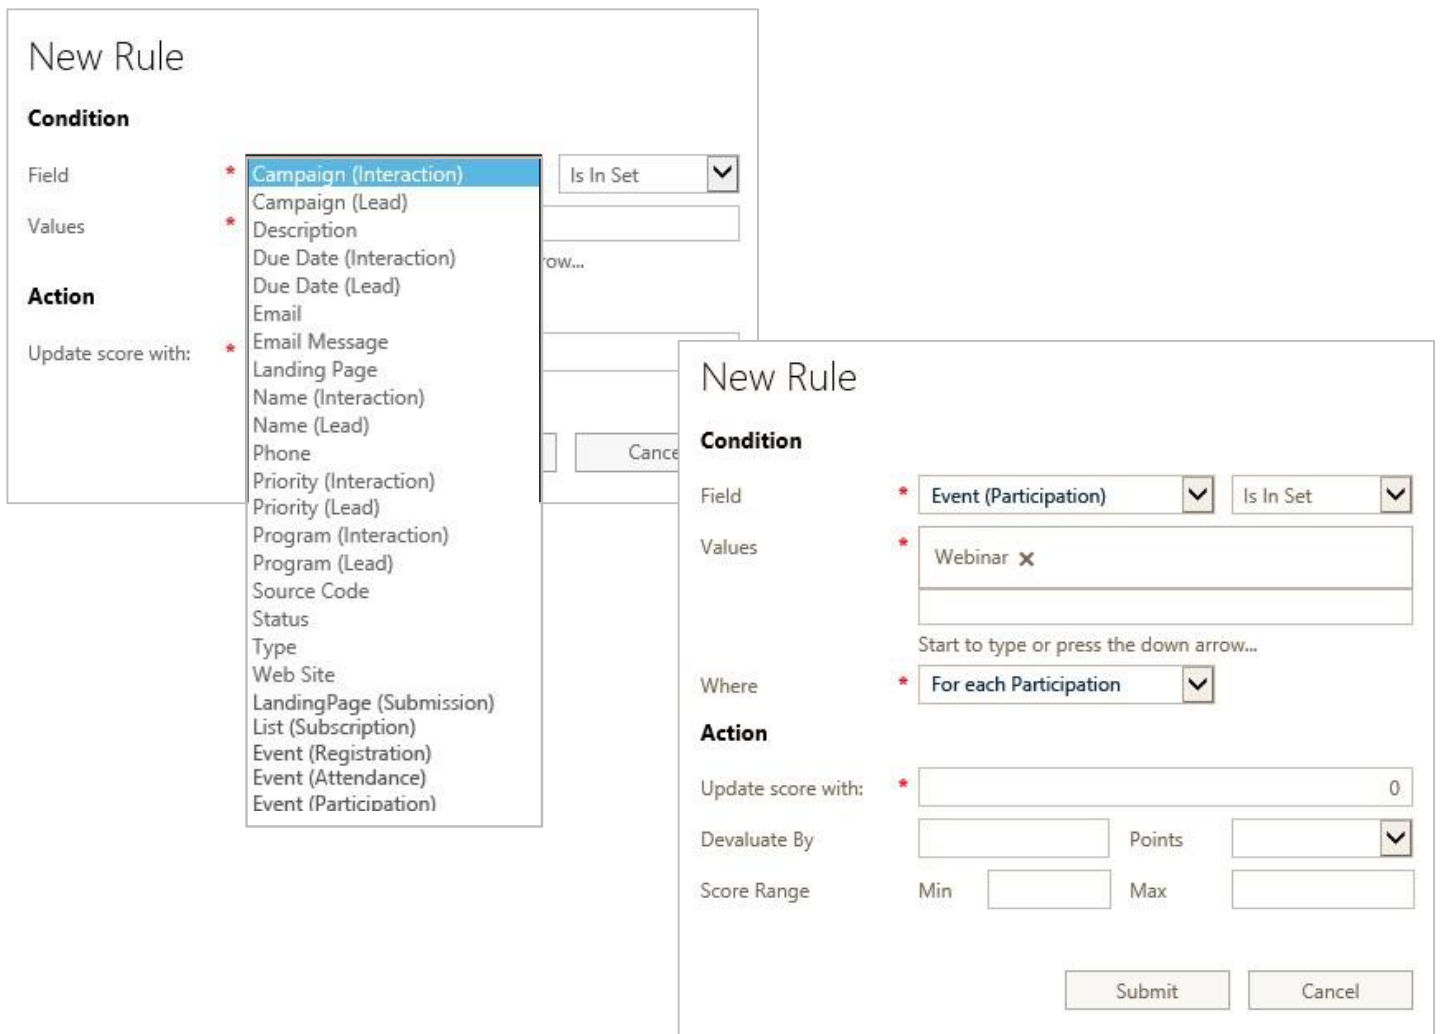 New Rule
Condition
Field * Campaign (Interaction) Is In Set
Campaign (Lead)
Values *
Description
Due Date (Interaction) row...
Due Date (Lead)
Action
Email
Email Message
Update score with: *
Landing Page
Name (Interaction)
Name (Lead)
Phone Cance
Priority (Interaction)
Priority (Lead)
Program (Interaction)
Program (Lead)
Source Code
Status
Type
Web Site
LandingPage (Submission)
List (Subscription)
Event (Registration)
Event (Attendance)
Event (Participation)
New Rule
Condition
Field * Event (Participation) Is In Set
Values * Webinar ×
Start to type or press the down arrow...
Where * For each Participation
Action
Update score with: * 0
Devaluate By Points
Score Range Min Max
Submit Cancel